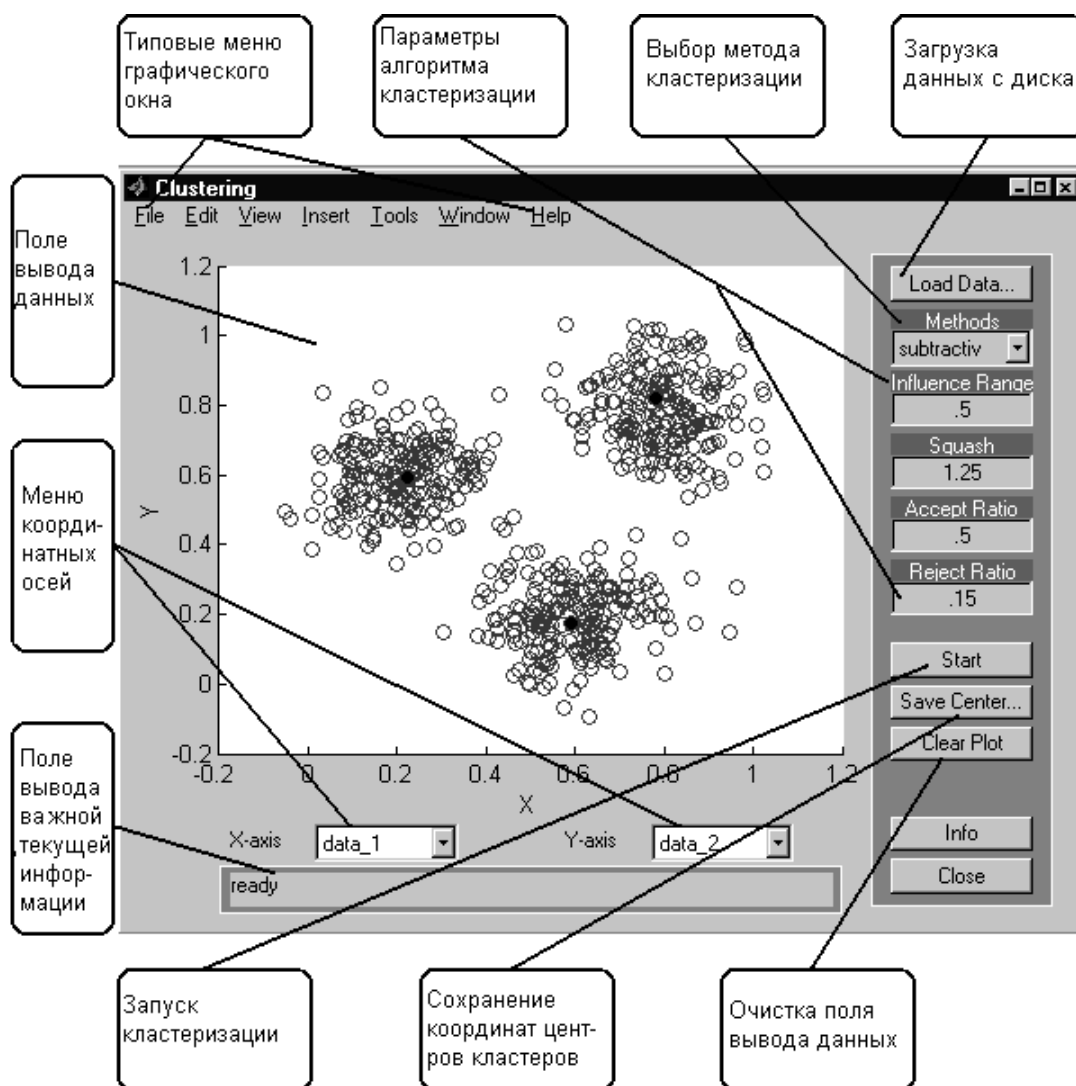 Типовые меню
графического
окна
Параметры
алгоритма
кластеризации
Выбор метода
кластеризации
Загрузка
данных с диска
Поле
вывода
данных
Меню
коорди-
натных
осей
Поле
вывода
важной
текущей
инфор-
мации
Clustering
File Edit View Insert Tools Window Help
1.2
1
0.8
0.6
0.4
0.2
0
-0.2
Y
-0.2 0 0.2 0.4 0.6 0.8 1 1.2
X
X-axis data_1 Y-axis data_2
ready
Load Data...
Methods
subtractiv
Influence Range
.5
Squash
1.25
Accept Ratio
.5
Reject Ratio
.15
Start
Save Center...
Clear Plot
Info
Close
Запуск
кластеризации
Сохранение
координат цент-
ров кластеров
Очистка поля
вывода данных